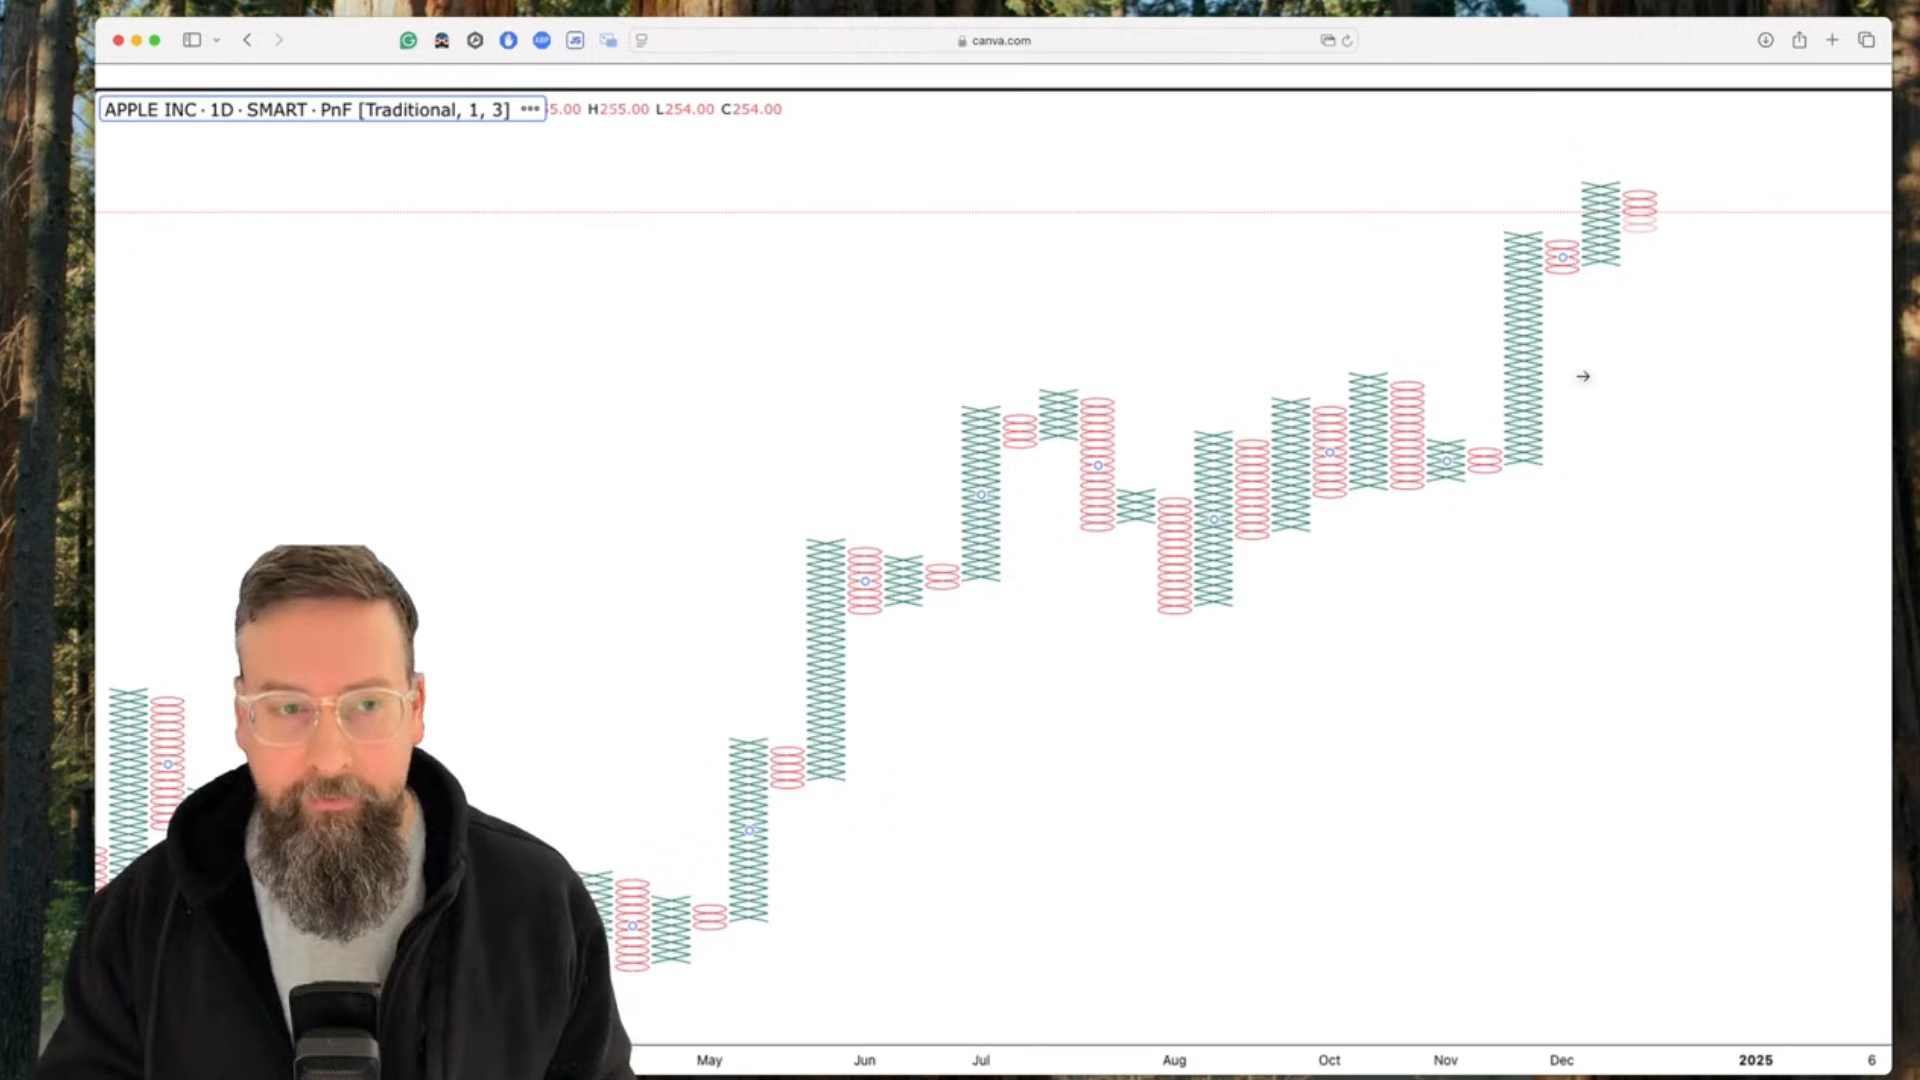 canva.com
APPLE INC · 1D · SMART · PnF [Traditional, 1, 3] ••• 5.00 H255.00 L254.00 C254.00
May Jun Jul Aug Oct Nov Dec 2025 6